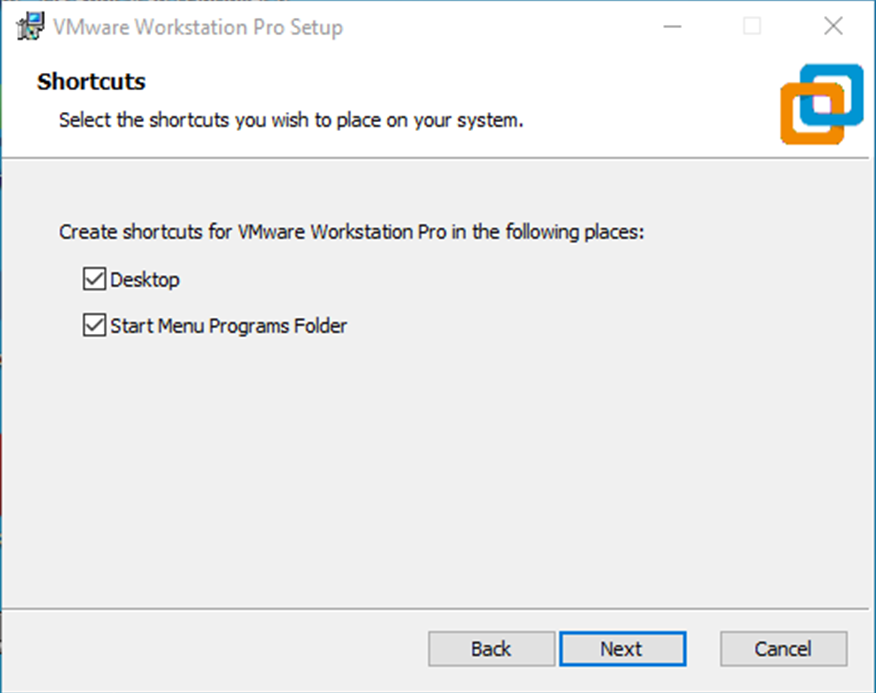 VMware Workstation Pro Setup
Shortcuts
Select the shortcuts you wish to place on your system.
Create shortcuts for VMware Workstation Pro in the following places:
Desktop
Start Menu Programs Folder
Back Next Cancel